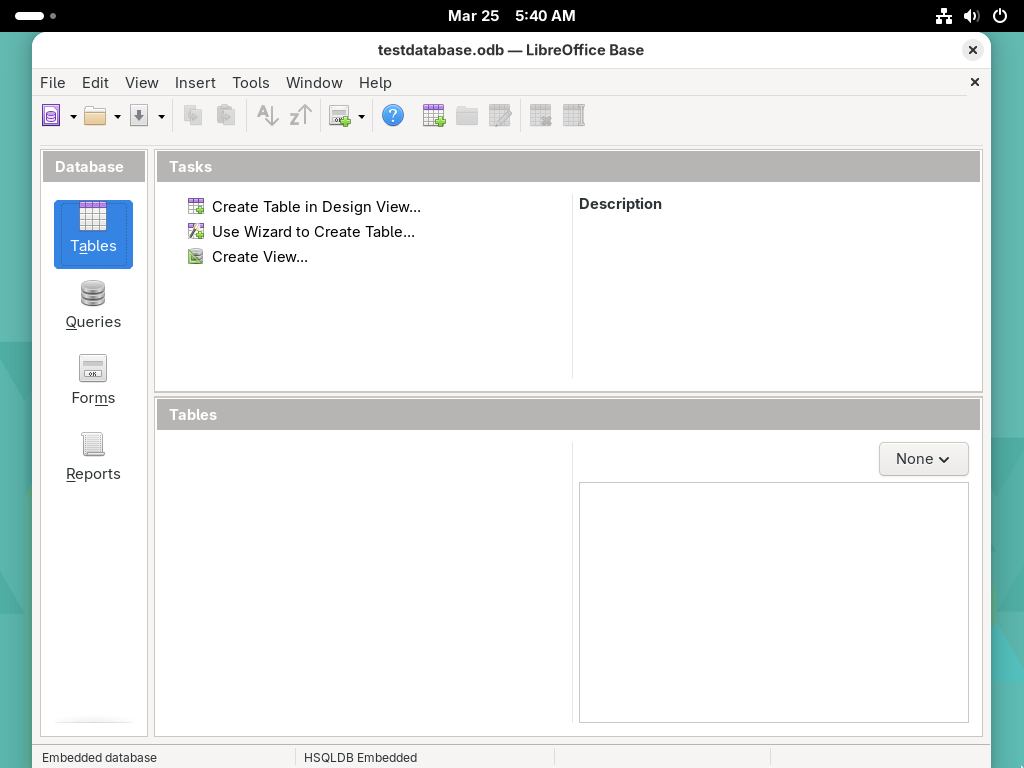 Mar 25 5:40 AM
testdatabase.odb — LibreOffice Base
File Edit View Insert Tools Window Help
Database
Tables
Queries
Forms
Reports
Tasks
Create Table in Design View...
Use Wizard to Create Table...
Create View...
Description
Tables
None
Embedded database
HSQLDB Embedded